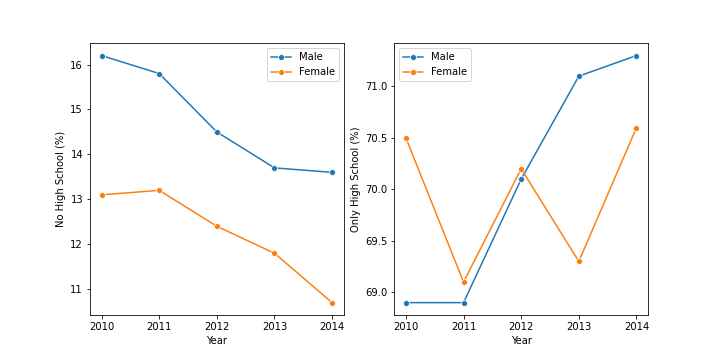 No High School (%)
16
15
14
13
12
11
Male
Female
2010 2011 2012 2013 2014
Year
Only High School (%)
71.0
70.5
70.0
69.5
69.0
Male
Female
2010 2011 2012 2013 2014
Year